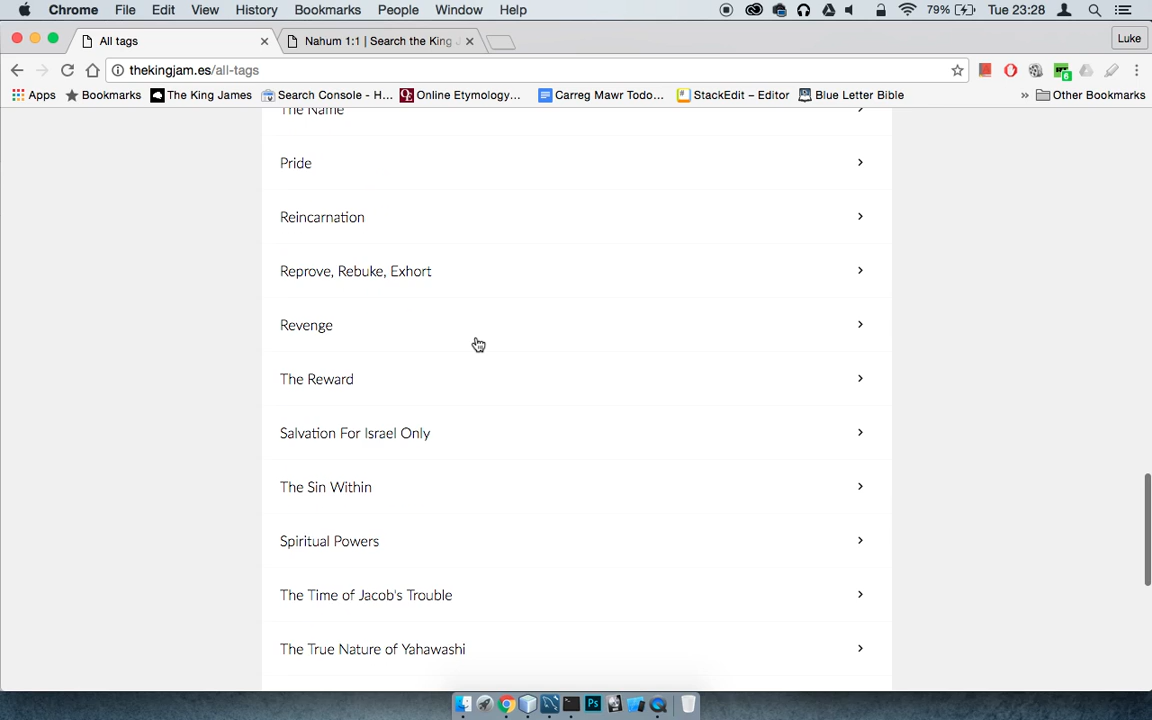 Chrome File Edit View History Bookmarks People Window Help 79% Tue 23:28
All tags Nahum 1:1 | Search the King J Luke
thekingjam.es/all-tags
Apps Bookmarks The King James Search Console - H... Online Etymology... Carreg Mawr Todo... StackEdit – Editor Blue Letter Bible » Other Bookmarks
The Name
Pride
Reincarnation
Reprove, Rebuke, Exhort
Revenge
The Reward
Salvation For Israel Only
The Sin Within
Spiritual Powers
The Time of Jacob's Trouble
The True Nature of Yahawashi